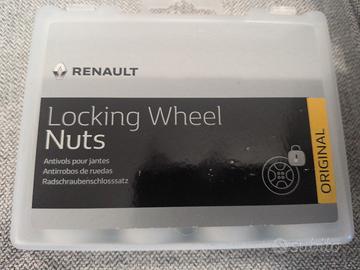 RENAULT
Locking Wheel
Nuts
Antivols pour jantes
Antirrobos de ruedas
Radschraubenschlosssatz
ORIGINAL